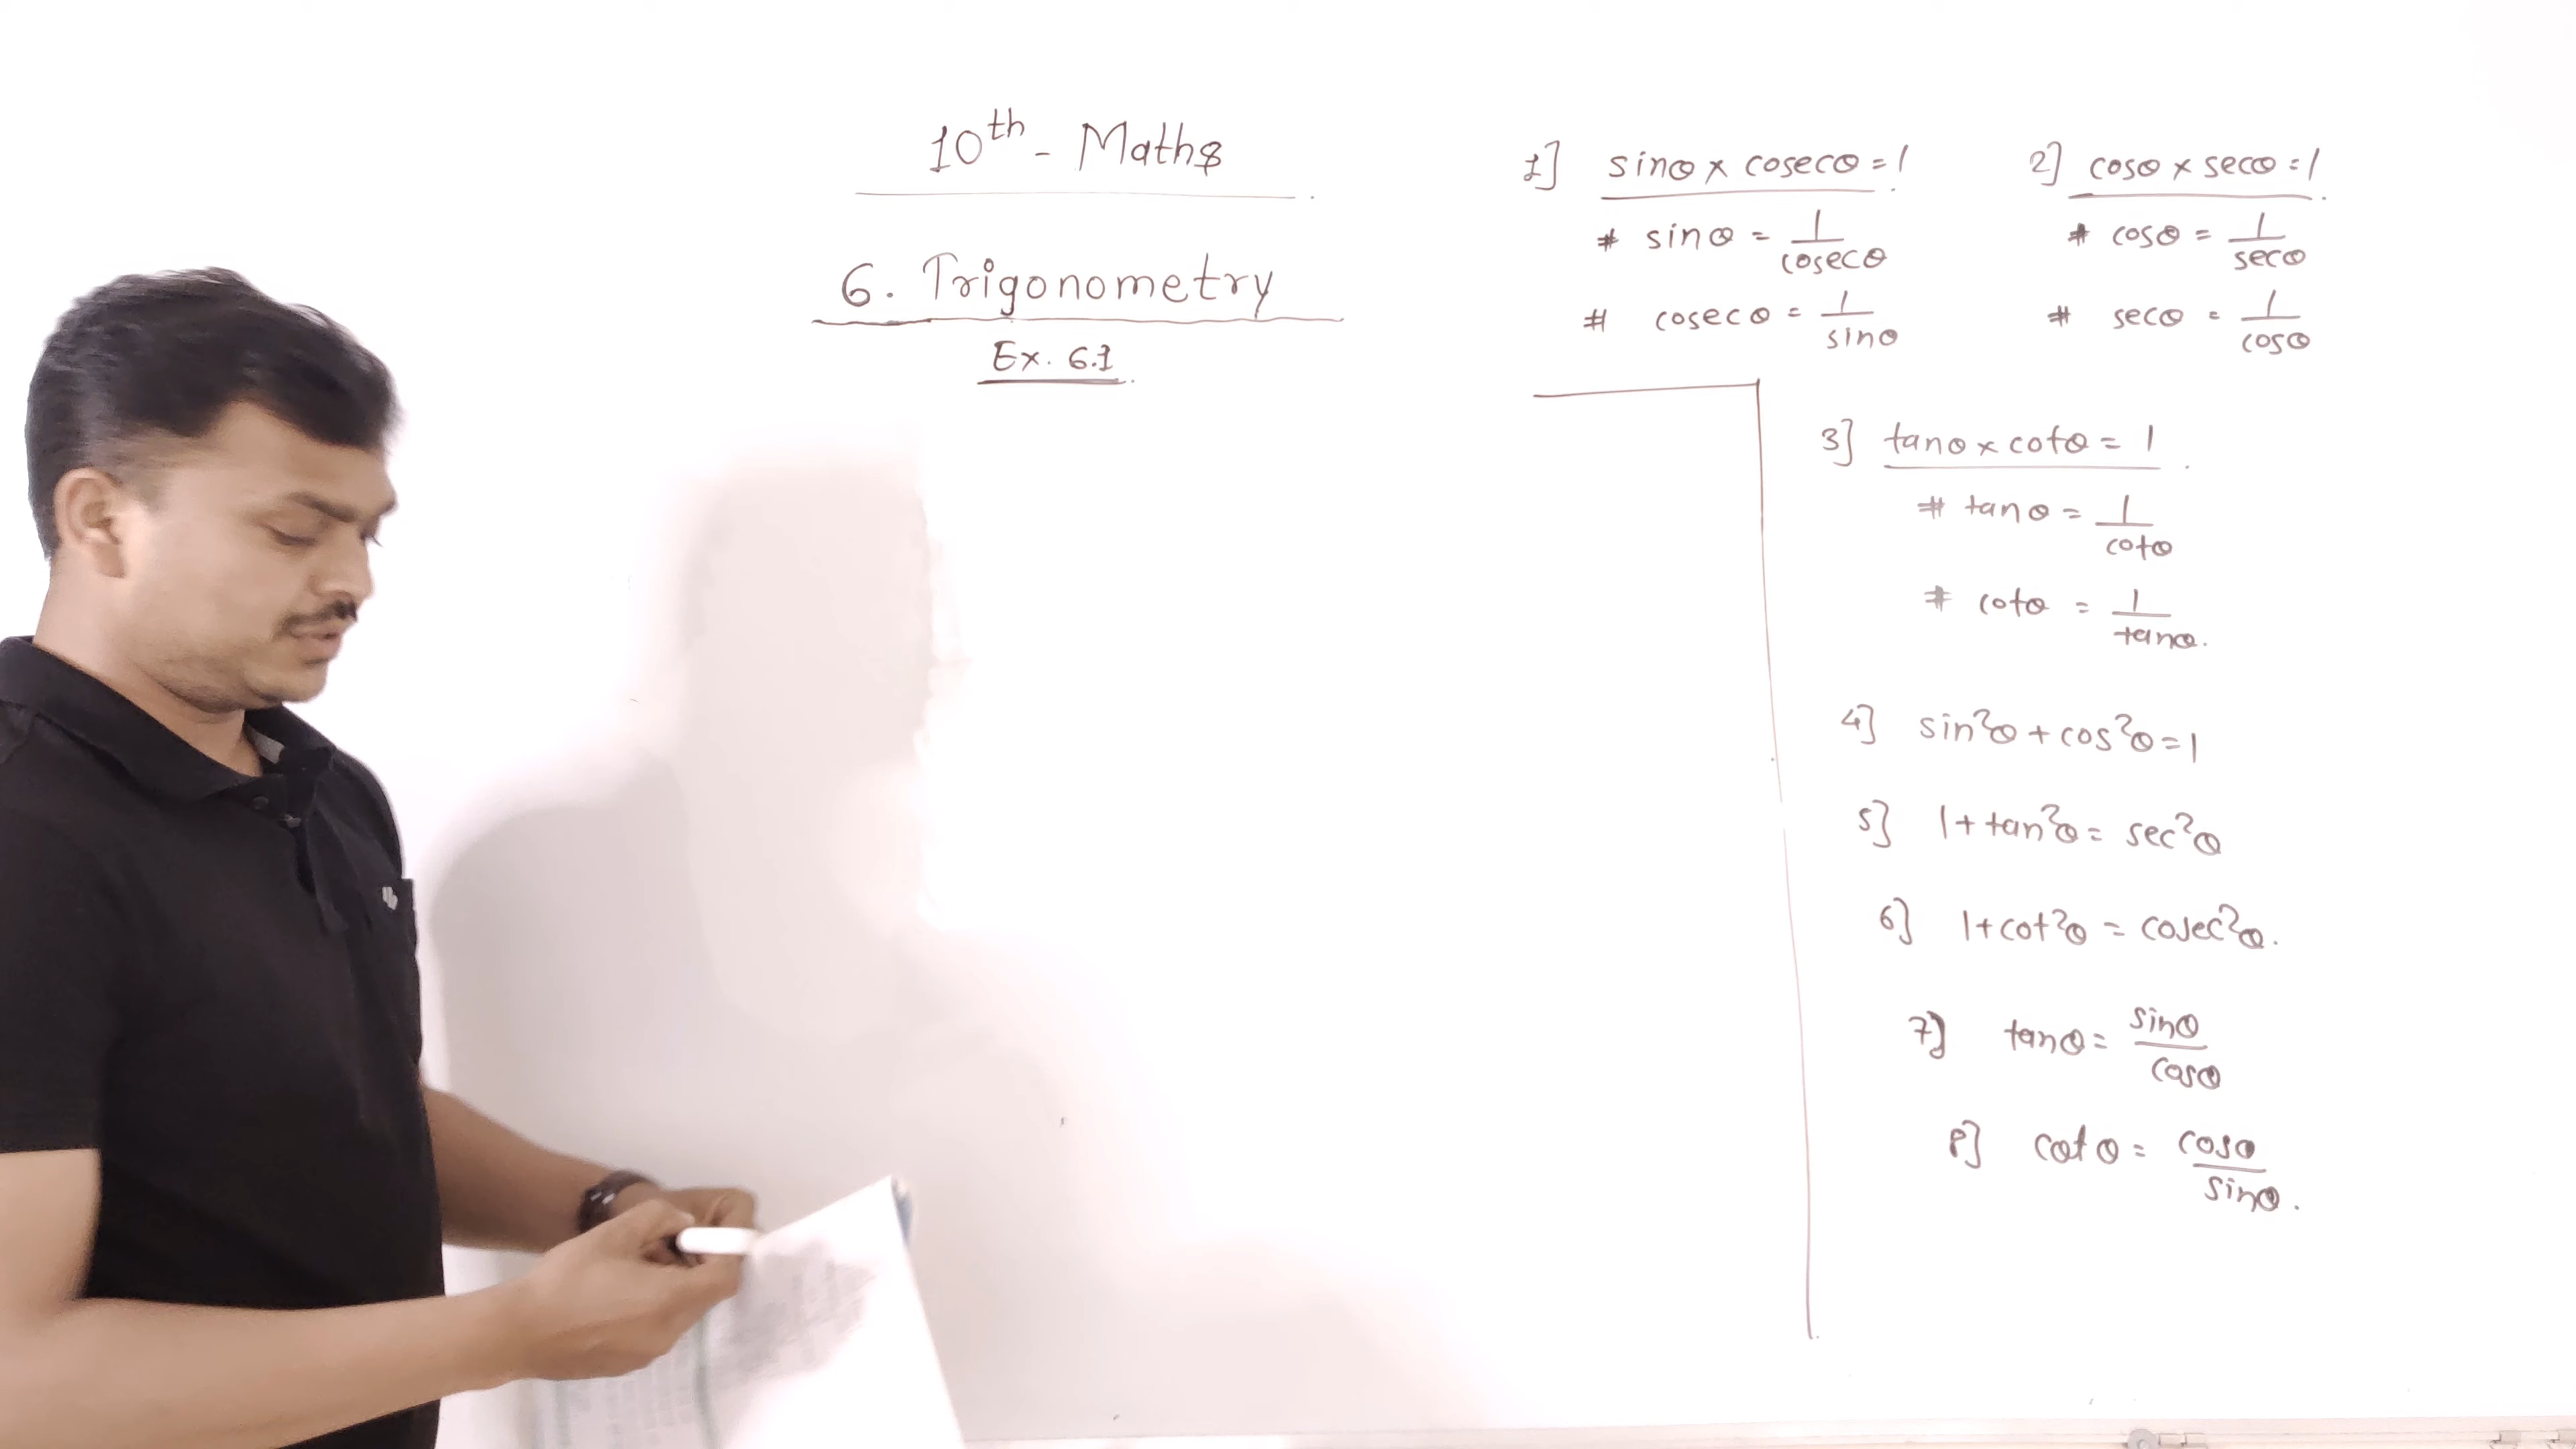 10th - Maths
6. Trigonometry
Ex. 6.1
1] sinθ × cosecθ = 1
# sinθ = 1/cosecθ
# cosecθ = 1/sinθ
2] cosθ × secθ = 1
# cosθ = 1/secθ
# secθ = 1/cosθ
3] tanθ × cotθ = 1
# tanθ = 1/cotθ
# cotθ = 1/tanθ.
4] sin²θ + cos²θ = 1
5] 1 + tan²θ = sec²θ
6] 1 + cot²θ = cosec²θ.
7] tanθ = sinθ/cosθ
8] cotθ = cosθ/sinθ.